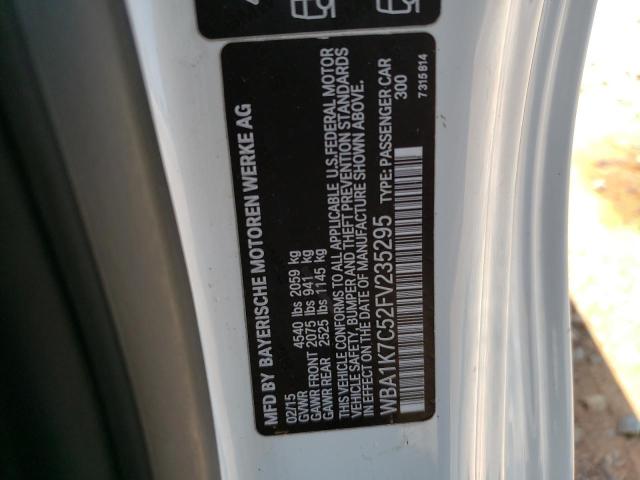 MFD BY BAYERISCHE MOTOREN WERKE AG
02/15
GVWR 4540 lbs 2059 kg
GAWR FRONT 2075 lbs 941 kg
GAWR REAR 2525 lbs 1145 kg
THIS VEHICLE CONFORMS TO ALL APPLICABLE U.S.FEDERAL MOTOR
VEHICLE SAFETY, BUMPER AND THEFT PREVENTION STANDARDS
IN EFFECT ON THE DATE OF MANUFACTURE SHOWN ABOVE.
WBA1K7C52FV235295 TYPE: PASSENGER CAR
300
7 315 814